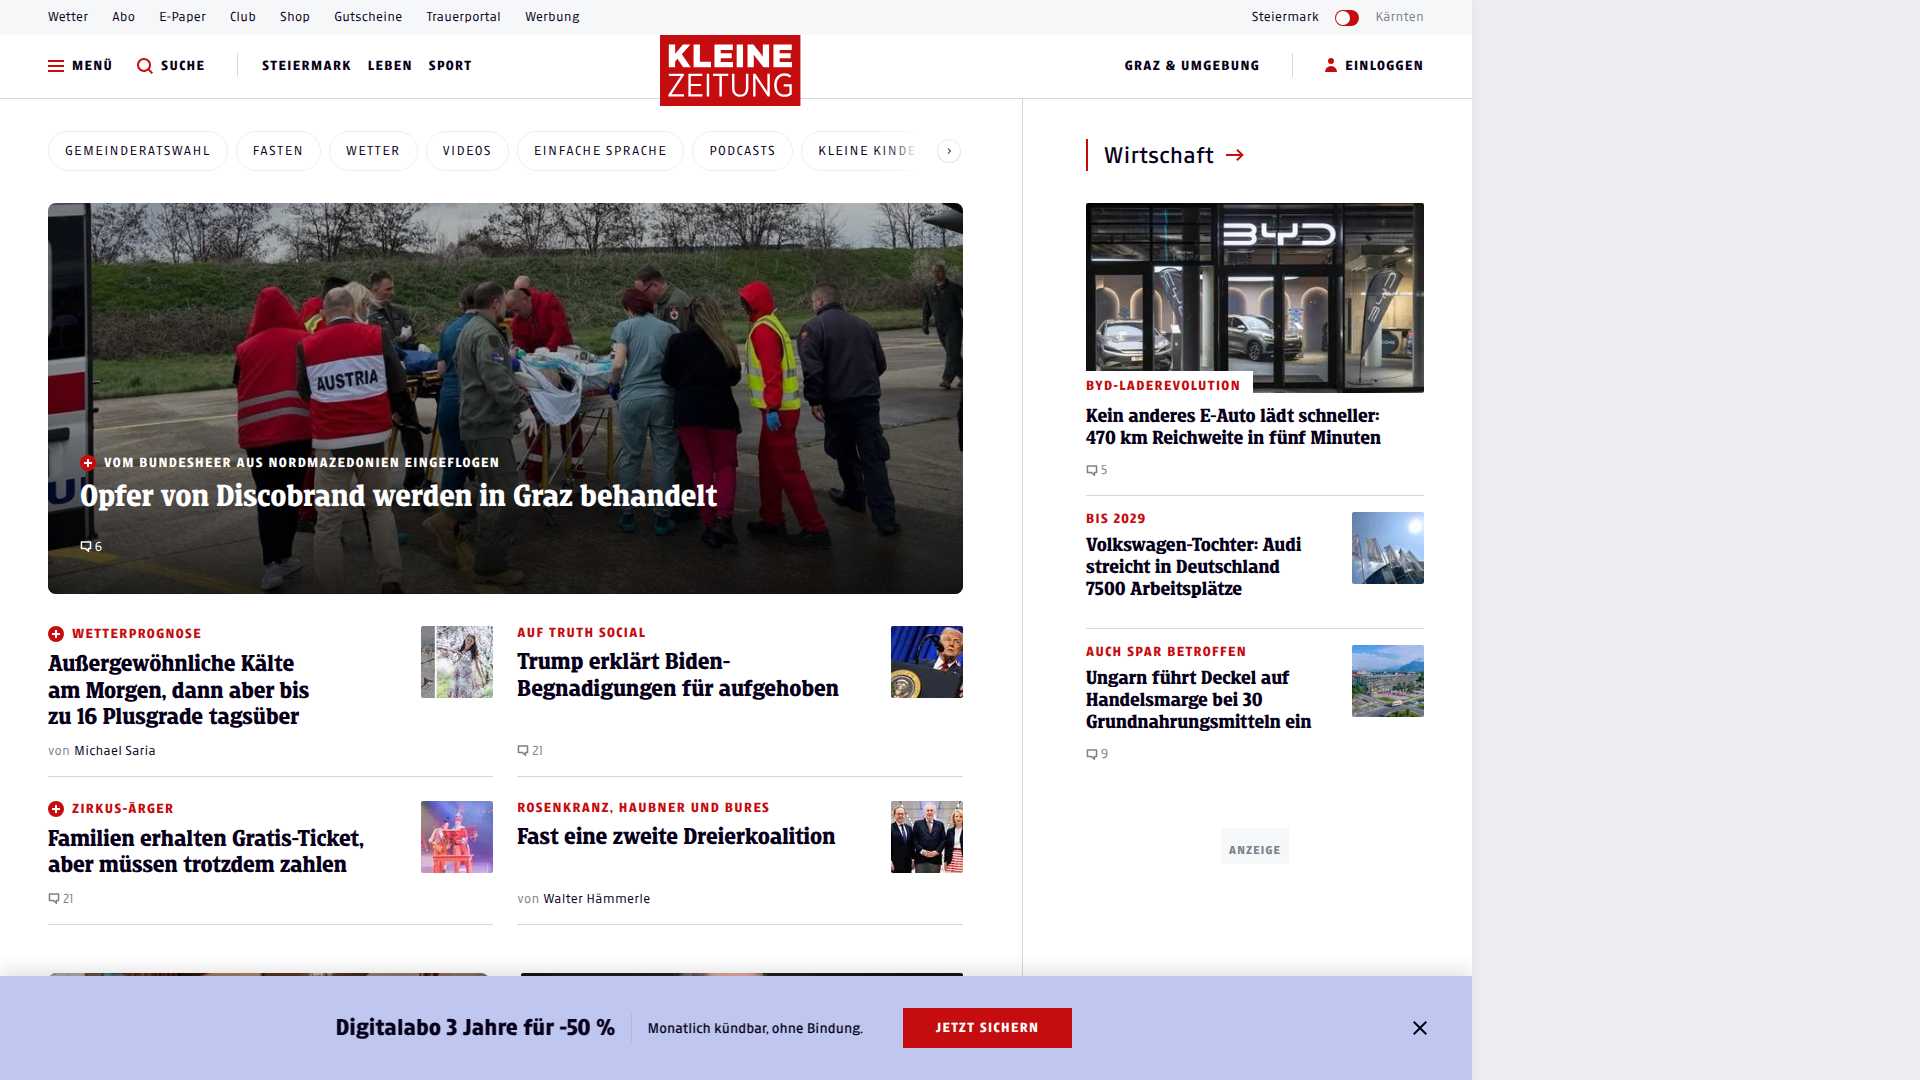 Wetter Abo E-Paper Club Shop Gutscheine Trauerportal Werbung Steiermark Kärnten
MENÜ SUCHE STEIERMARK LEBEN SPORT KLEINE ZEITUNG GRAZ & UMGEBUNG EINLOGGEN
GEMEINDERATSWAHL FASTEN WETTER VIDEOS EINFACHE SPRACHE PODCASTS KLEINE KINDE
AUSTRIA
VOM BUNDESHEER AUS NORDMAZEDONIEN EINGEFLOGEN
Opfer von Discobrand werden in Graz behandelt
6
WETTERPROGNOSE
Außergewöhnliche Kälte
am Morgen, dann aber bis
zu 16 Plusgrade tagsüber
von Michael Saria
AUF TRUTH SOCIAL
Trump erklärt Biden-
Begnadigungen für aufgehoben
21
ZIRKUS-ÄRGER
Familien erhalten Gratis-Ticket,
aber müssen trotzdem zahlen
21
ROSENKRANZ, HAUBNER UND BURES
Fast eine zweite Dreierkoalition
von Walter Hämmerle
Wirtschaft
BYD
BYD-LADEREVOLUTION
Kein anderes E-Auto lädt schneller:
470 km Reichweite in fünf Minuten
5
BIS 2029
Volkswagen-Tochter: Audi
streicht in Deutschland
7500 Arbeitsplätze
AUCH SPAR BETROFFEN
Ungarn führt Deckel auf
Handelsmarge bei 30
Grundnahrungsmitteln ein
9
ANZEIGE
Digitalabo 3 Jahre für -50 % Monatlich kündbar, ohne Bindung. JETZT SICHERN